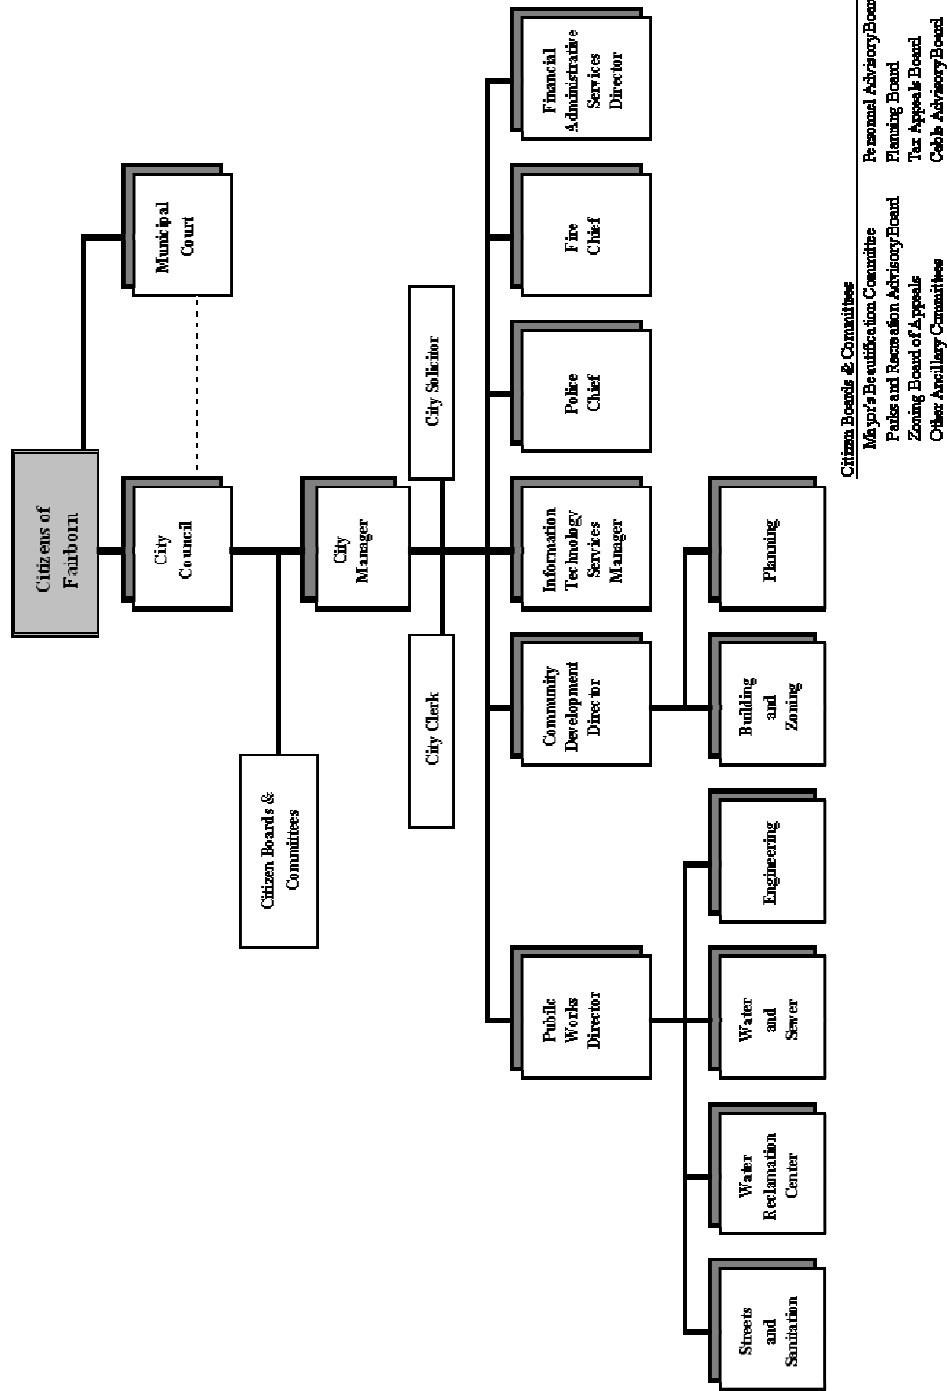 Citizens of
Fairborn
Municipal
Court
City
Council
Citizen Boards &
Committees
City
Manager
City Clerk
City Solicitor
Public
Works
Director
Community
Development
Director
Information
Technology
Services
Manager
Police
Chief
Fire
Chief
Financial
Administrative
Services
Director
Streets
and
Sanitation
Water
Reclamation
Center
Water
and
Sewer
Engineering
Building
and
Zoning
Planning
Citizen Boards & Committees
Mayor's Beautification Committee
Parks and Recreation Advisory Board
Zoning Board of Appeals
Other Ancillary Committees
Personnel Advisory Boar
Planning Board
Tax Appeals Board
Cable Advisory Board